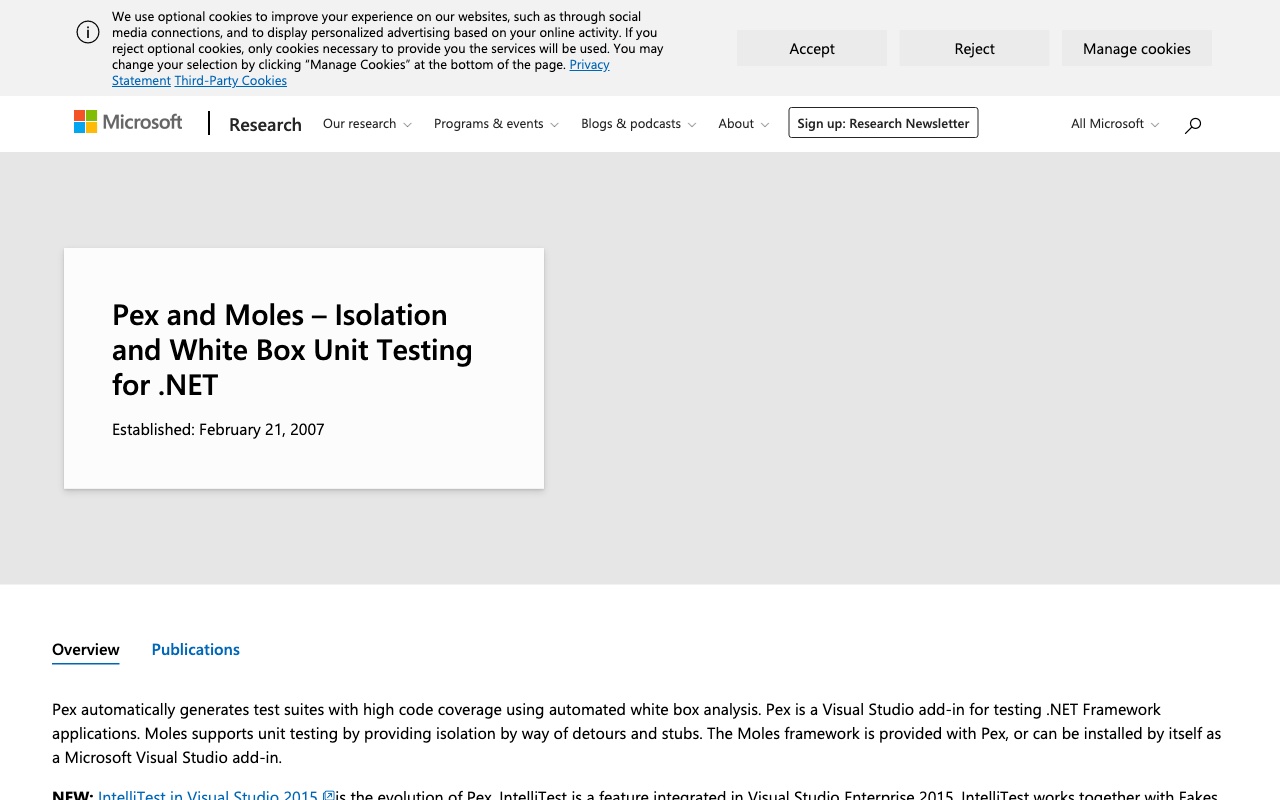 We use optional cookies to improve your experience on our websites, such as through social
media connections, and to display personalized advertising based on your online activity. If you
reject optional cookies, only cookies necessary to provide you the services will be used. You may
change your selection by clicking “Manage Cookies” at the bottom of the page. Privacy
Statement Third-Party Cookies
Accept
Reject
Manage cookies
Microsoft
Research
Our research
Programs & events
Blogs & podcasts
About
Sign up: Research Newsletter
All Microsoft
Pex and Moles – Isolation
and White Box Unit Testing
for .NET
Established: February 21, 2007
Overview
Publications
Pex automatically generates test suites with high code coverage using automated white box analysis. Pex is a Visual Studio add-in for testing .NET Framework
applications. Moles supports unit testing by providing isolation by way of detours and stubs. The Moles framework is provided with Pex, or can be installed by itself as
a Microsoft Visual Studio add-in.
NEW: IntelliTest in Visual Studio 2015 is the evolution of Pex. IntelliTest is a feature integrated in Visual Studio Enterprise 2015. IntelliTest works together with Fakes,